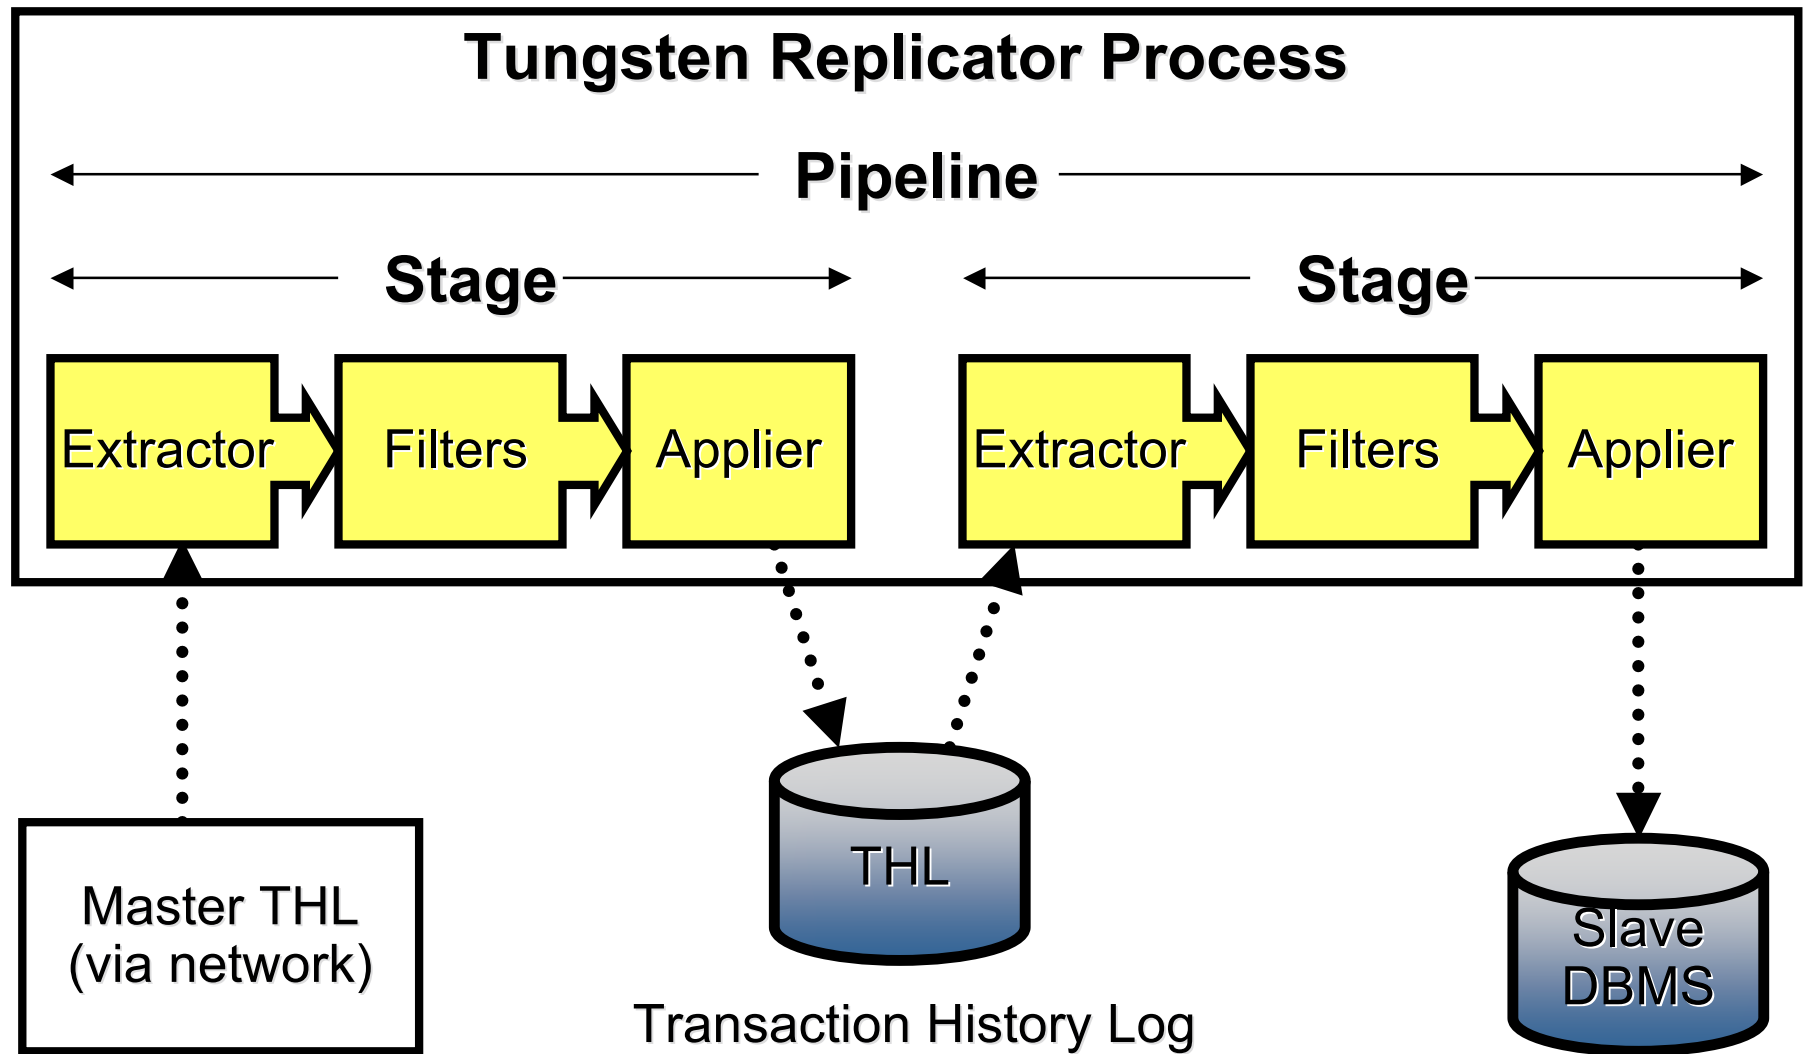 Tungsten Replicator Process
Pipeline
Stage
Stage
Extractor
Filters
Applier
Extractor
Filters
Applier
THL
Master THL
(via network)
Slave
DBMS
Transaction History Log